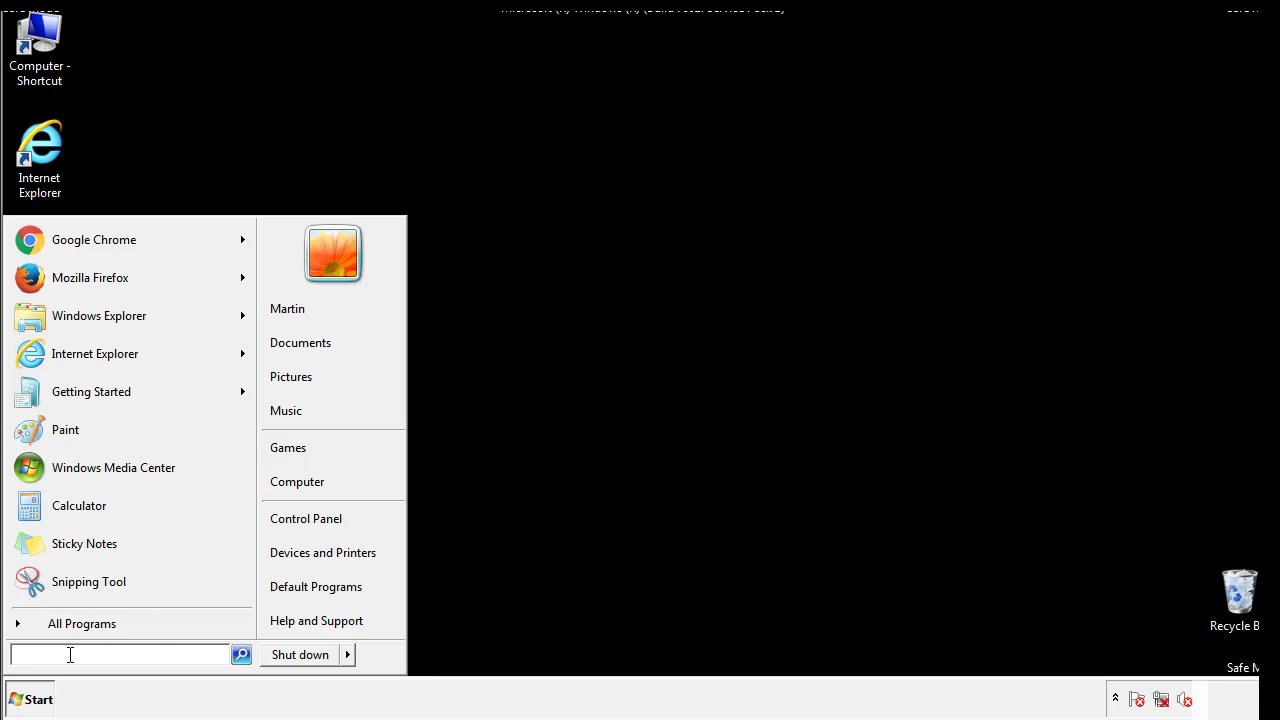 Computer -
Shortcut
Internet
Explorer
Google Chrome
Mozilla Firefox
Windows Explorer
Internet Explorer
Getting Started
Paint
Windows Media Center
Calculator
Sticky Notes
Snipping Tool
All Programs
Martin
Documents
Pictures
Music
Games
Computer
Control Panel
Devices and Printers
Default Programs
Help and Support
Shut down
Recycle B
Safe M
Start